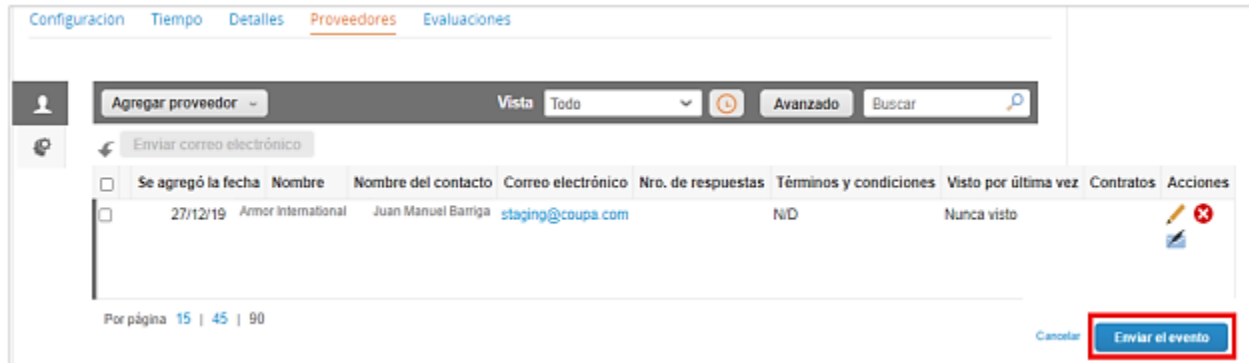 Configuracion Tiempo Detalles Proveedores Evaluaciones
Agregar proveedor Vista Todo Avanzado Buscar
Enviar correo electrónico
Se agregó la fecha Nombre Nombre del contacto Correo electrónico Nro. de respuestas Términos y condiciones Visto por última vez Contratos Acciones
27/12/19 Armor International Juan Manuel Barriga staging@coupa.com N/D Nunca visto
Por página 15 | 45 | 90
Cancelar Enviar el evento